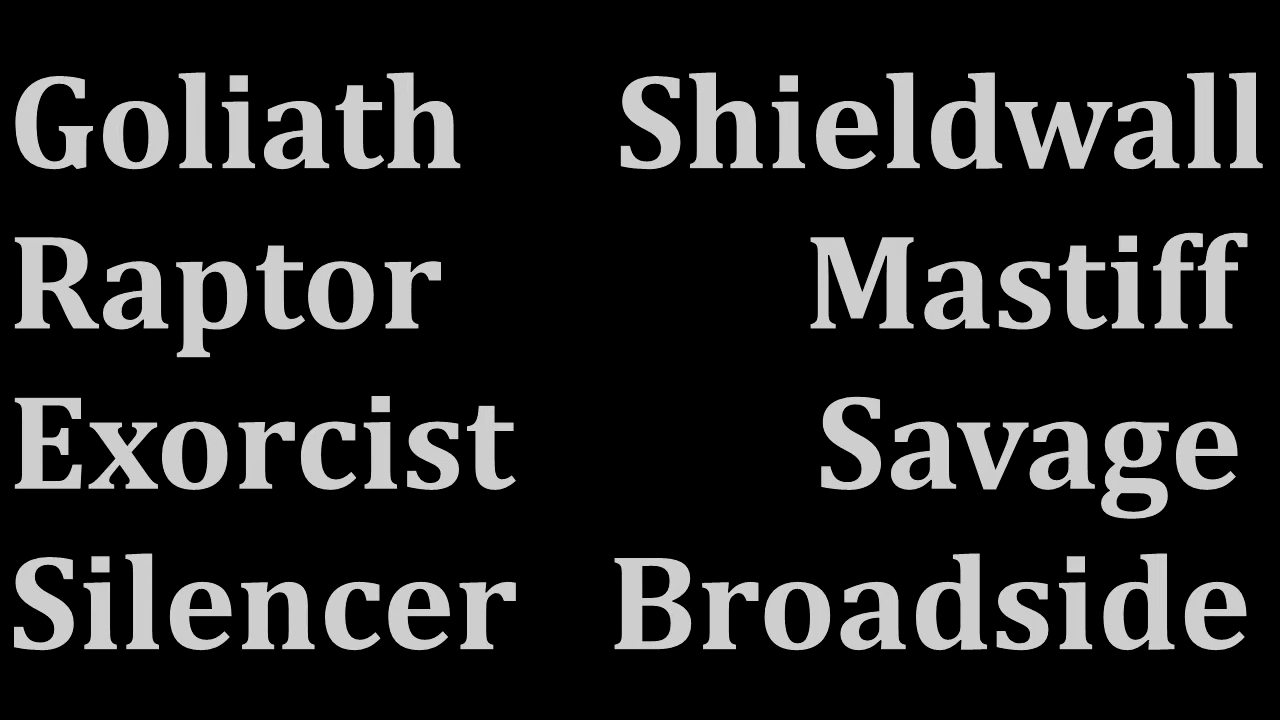 Goliath Shieldwall
Raptor Mastiff
Exorcist Savage
Silencer Broadside